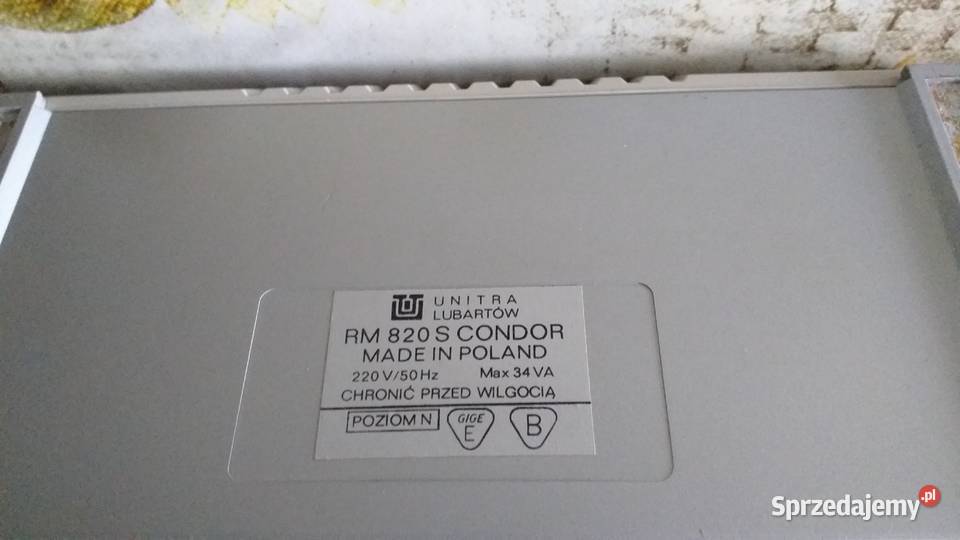 UNITRA
LUBARTÓW
RM 820 S CONDOR
MADE IN POLAND
220 V/50 Hz Max 34 VA
CHRONIĆ PRZED WILGOCIĄ
POZIOM N GIGE E B
Sprzedajemy.pl